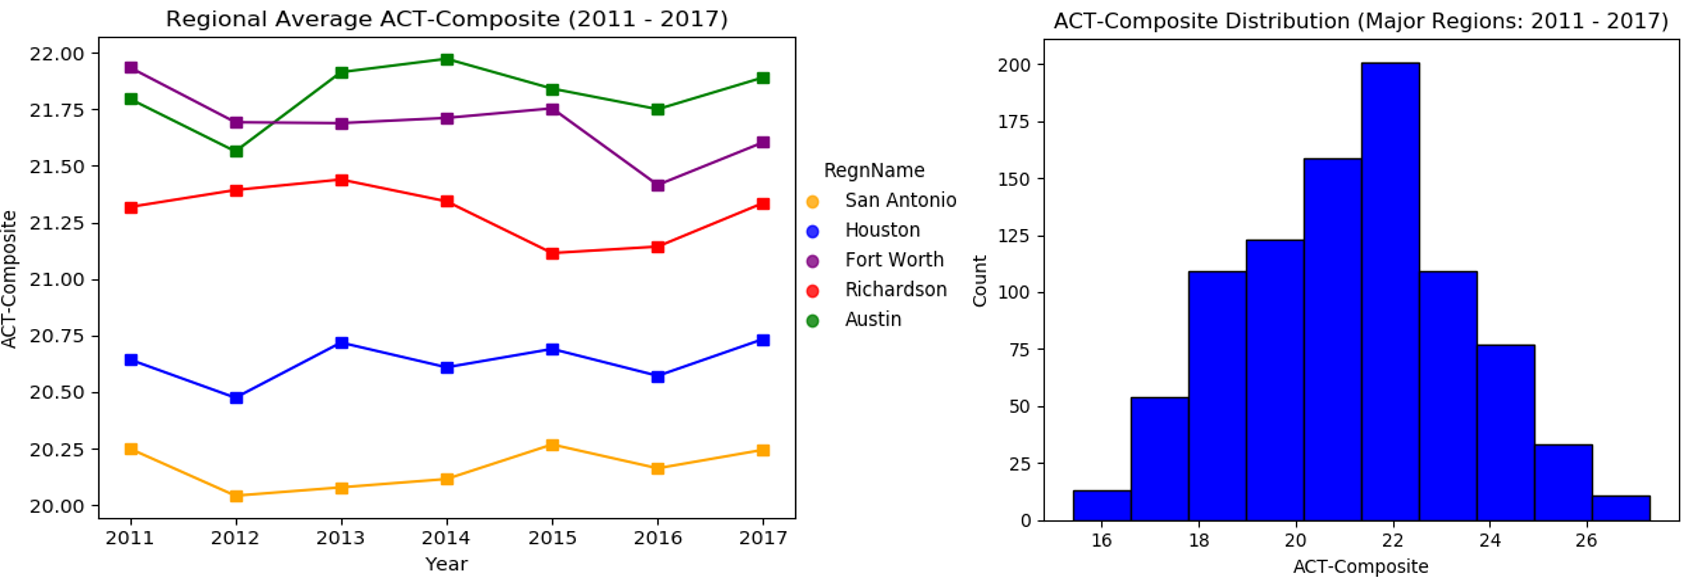 Regional Average ACT-Composite (2011 - 2017)
22.00
21.75
21.50
21.25
21.00
20.75
20.50
20.25
20.00
ACT-Composite
2011 2012 2013 2014 2015 2016 2017
Year
RegnName
San Antonio
Houston
Fort Worth
Richardson
Austin
ACT-Composite Distribution (Major Regions: 2011 - 2017)
200
175
150
125
100
75
50
25
0
Count
16 18 20 22 24 26
ACT-Composite